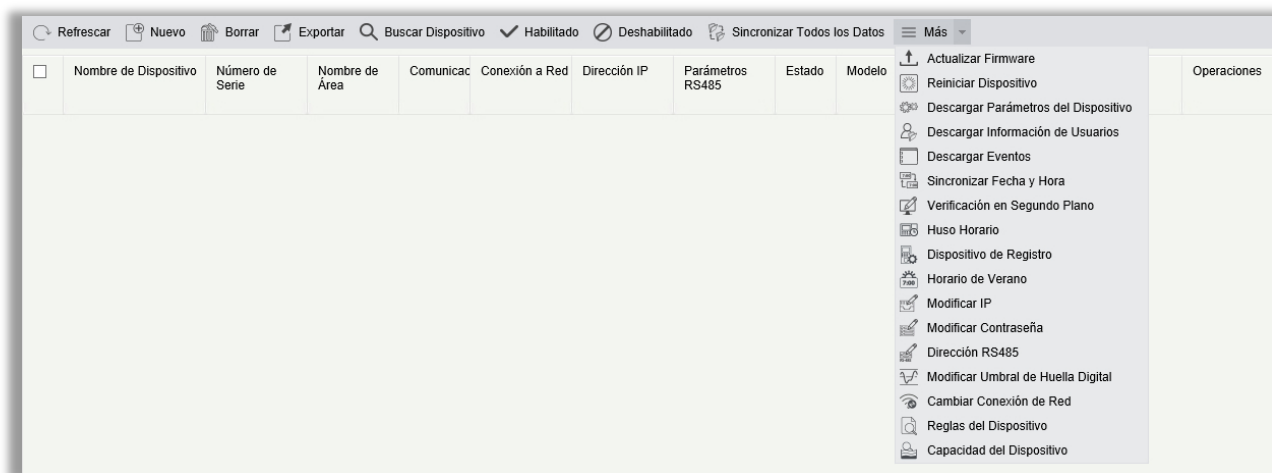 Refrescar Nuevo Borrar Exportar Buscar Dispositivo Habilitado Deshabilitado Sincronizar Todos los Datos Más
Nombre de Dispositivo Número de Serie Nombre de Área Comunicac Conexión a Red Dirección IP Parámetros RS485 Estado Modelo Operaciones
Actualizar Firmware
Reiniciar Dispositivo
Descargar Parámetros del Dispositivo
Descargar Información de Usuarios
Descargar Eventos
Sincronizar Fecha y Hora
Verificación en Segundo Plano
Huso Horario
Dispositivo de Registro
Horario de Verano
Modificar IP
Modificar Contraseña
Dirección RS485
Modificar Umbral de Huella Digital
Cambiar Conexión de Red
Reglas del Dispositivo
Capacidad del Dispositivo